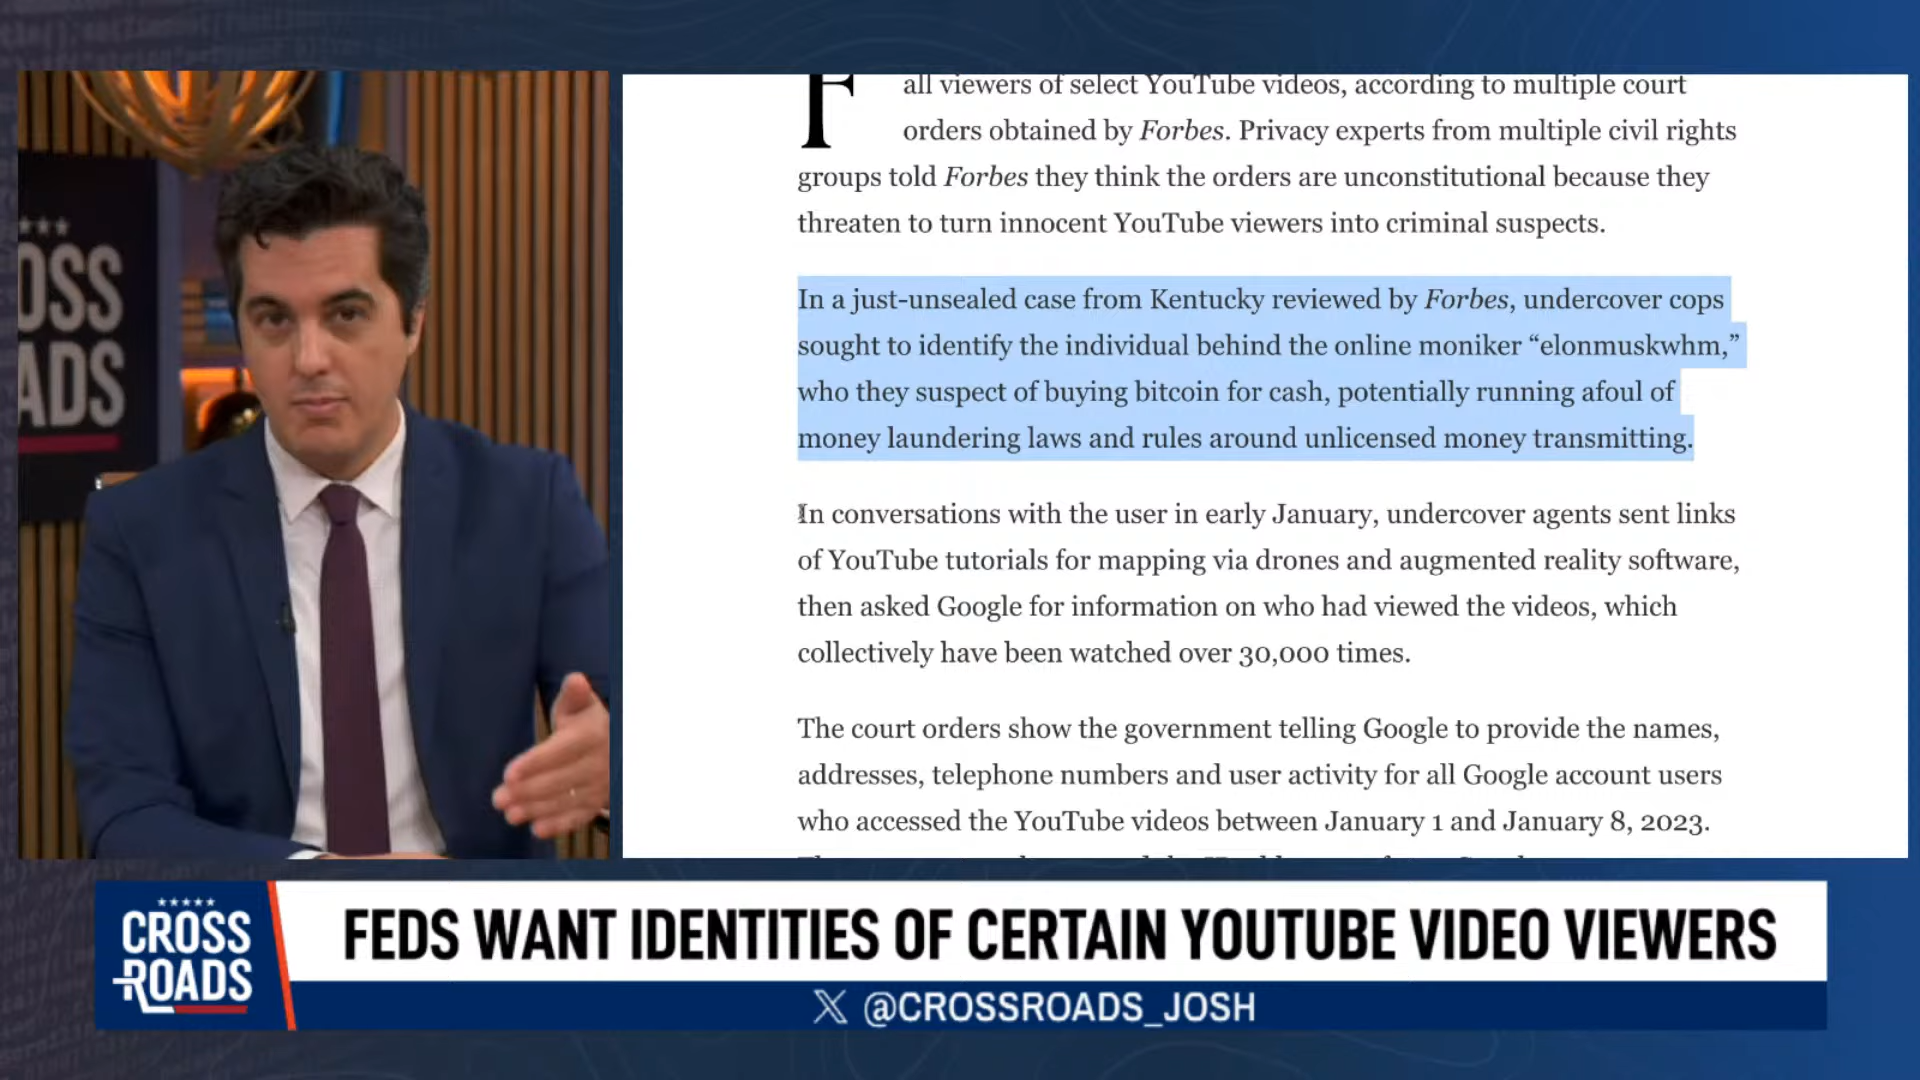 OSS
ADS
F
all viewers of select YouTube videos, according to multiple court
orders obtained by Forbes. Privacy experts from multiple civil rights
groups told Forbes they think the orders are unconstitutional because they
threaten to turn innocent YouTube viewers into criminal suspects.
In a just-unsealed case from Kentucky reviewed by Forbes, undercover cops
sought to identify the individual behind the online moniker “elonmuskwhm,”
who they suspect of buying bitcoin for cash, potentially running afoul of
money laundering laws and rules around unlicensed money transmitting.
In conversations with the user in early January, undercover agents sent links
of YouTube tutorials for mapping via drones and augmented reality software,
then asked Google for information on who had viewed the videos, which
collectively have been watched over 30,000 times.
The court orders show the government telling Google to provide the names,
addresses, telephone numbers and user activity for all Google account users
who accessed the YouTube videos between January 1 and January 8, 2023.
CROSS
ROADS
FEDS WANT IDENTITIES OF CERTAIN YOUTUBE VIDEO VIEWERS
X @CROSSROADS_JOSH